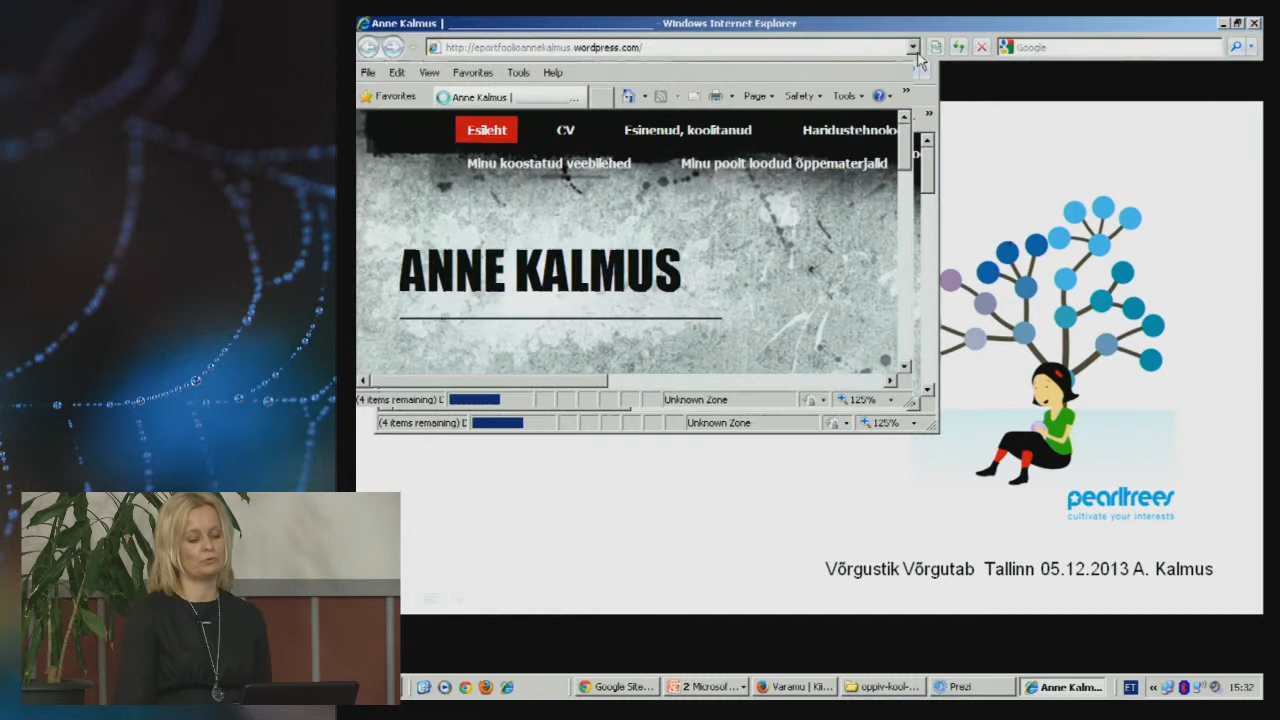 Anne Kalmus | - Windows Internet Explorer
http://eportfoolioannekalmus.wordpress.com/
Google
File Edit View Favorites Tools Help
Favorites Anne Kalmus | ... Page Safety Tools
Esileht CV Esinenud, koolitanud Haridustehnolo
Minu koostatud veebilehed Minu poolt loodud õppematerjalid
ANNE KALMUS
(4 items remaining) D Unknown Zone 125%
(4 items remaining) D Unknown Zone 125%
pearltrees
cultivate your interests
Võrgustik Võrgutab Tallinn 05.12.2013 A. Kalmus
Google Site... 2 Microsof... Varamu | Kii... oppiv-kool-... Prezi Anne Kalm... ET 15:32